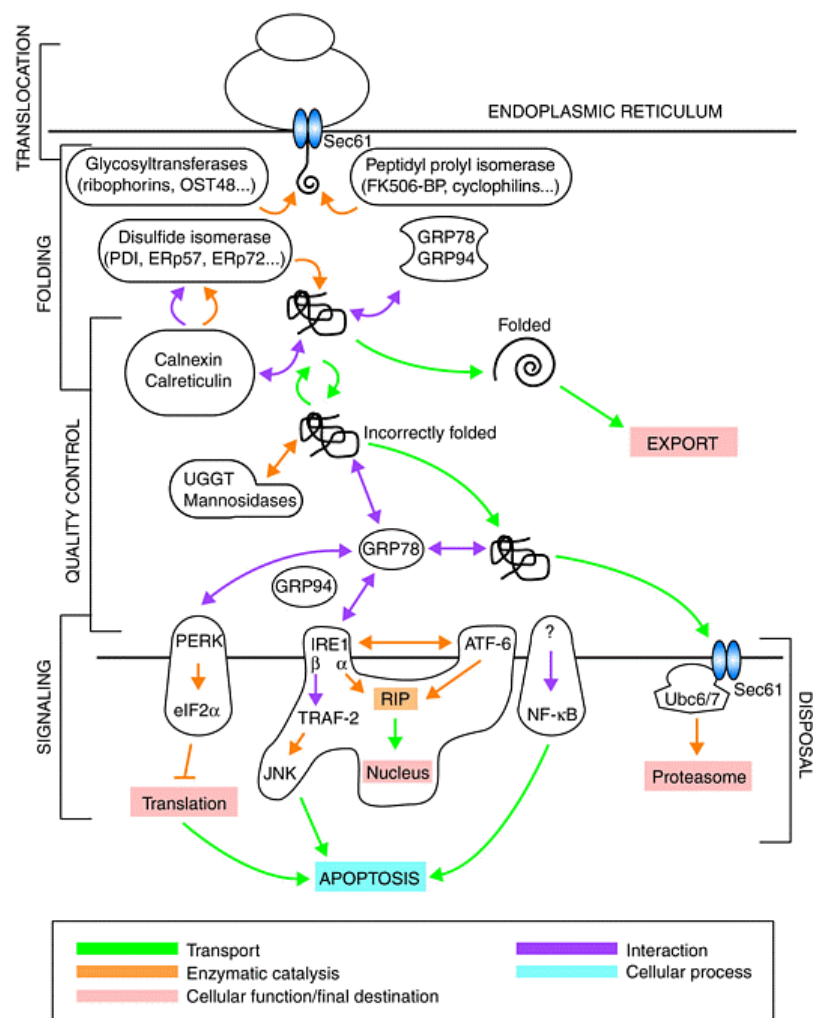 TRANSLOCATION
ENDOPLASMIC RETICULUM
Sec61
Glycosyltransferases
(ribophorins, OST48...)
Peptidyl prolyl isomerase
(FK506-BP, cyclophilins...)
FOLDING
Disulfide isomerase
(PDI, ERp57, ERp72...)
GRP78
GRP94
Folded
Calnexin
Calreticulin
EXPORT
QUALITY CONTROL
Incorrectly folded
UGGT
Mannosidases
GRP78
GRP94
SIGNALING
PERK
eIF2α
Translation
IRE1
β α
TRAF-2
JNK
ATF-6
RIP
Nucleus
?
NF-κB
Sec61
Ubc6/7
Proteasome
DISPOSAL
APOPTOSIS
Transport
Enzymatic catalysis
Cellular function/final destination
Interaction
Cellular process